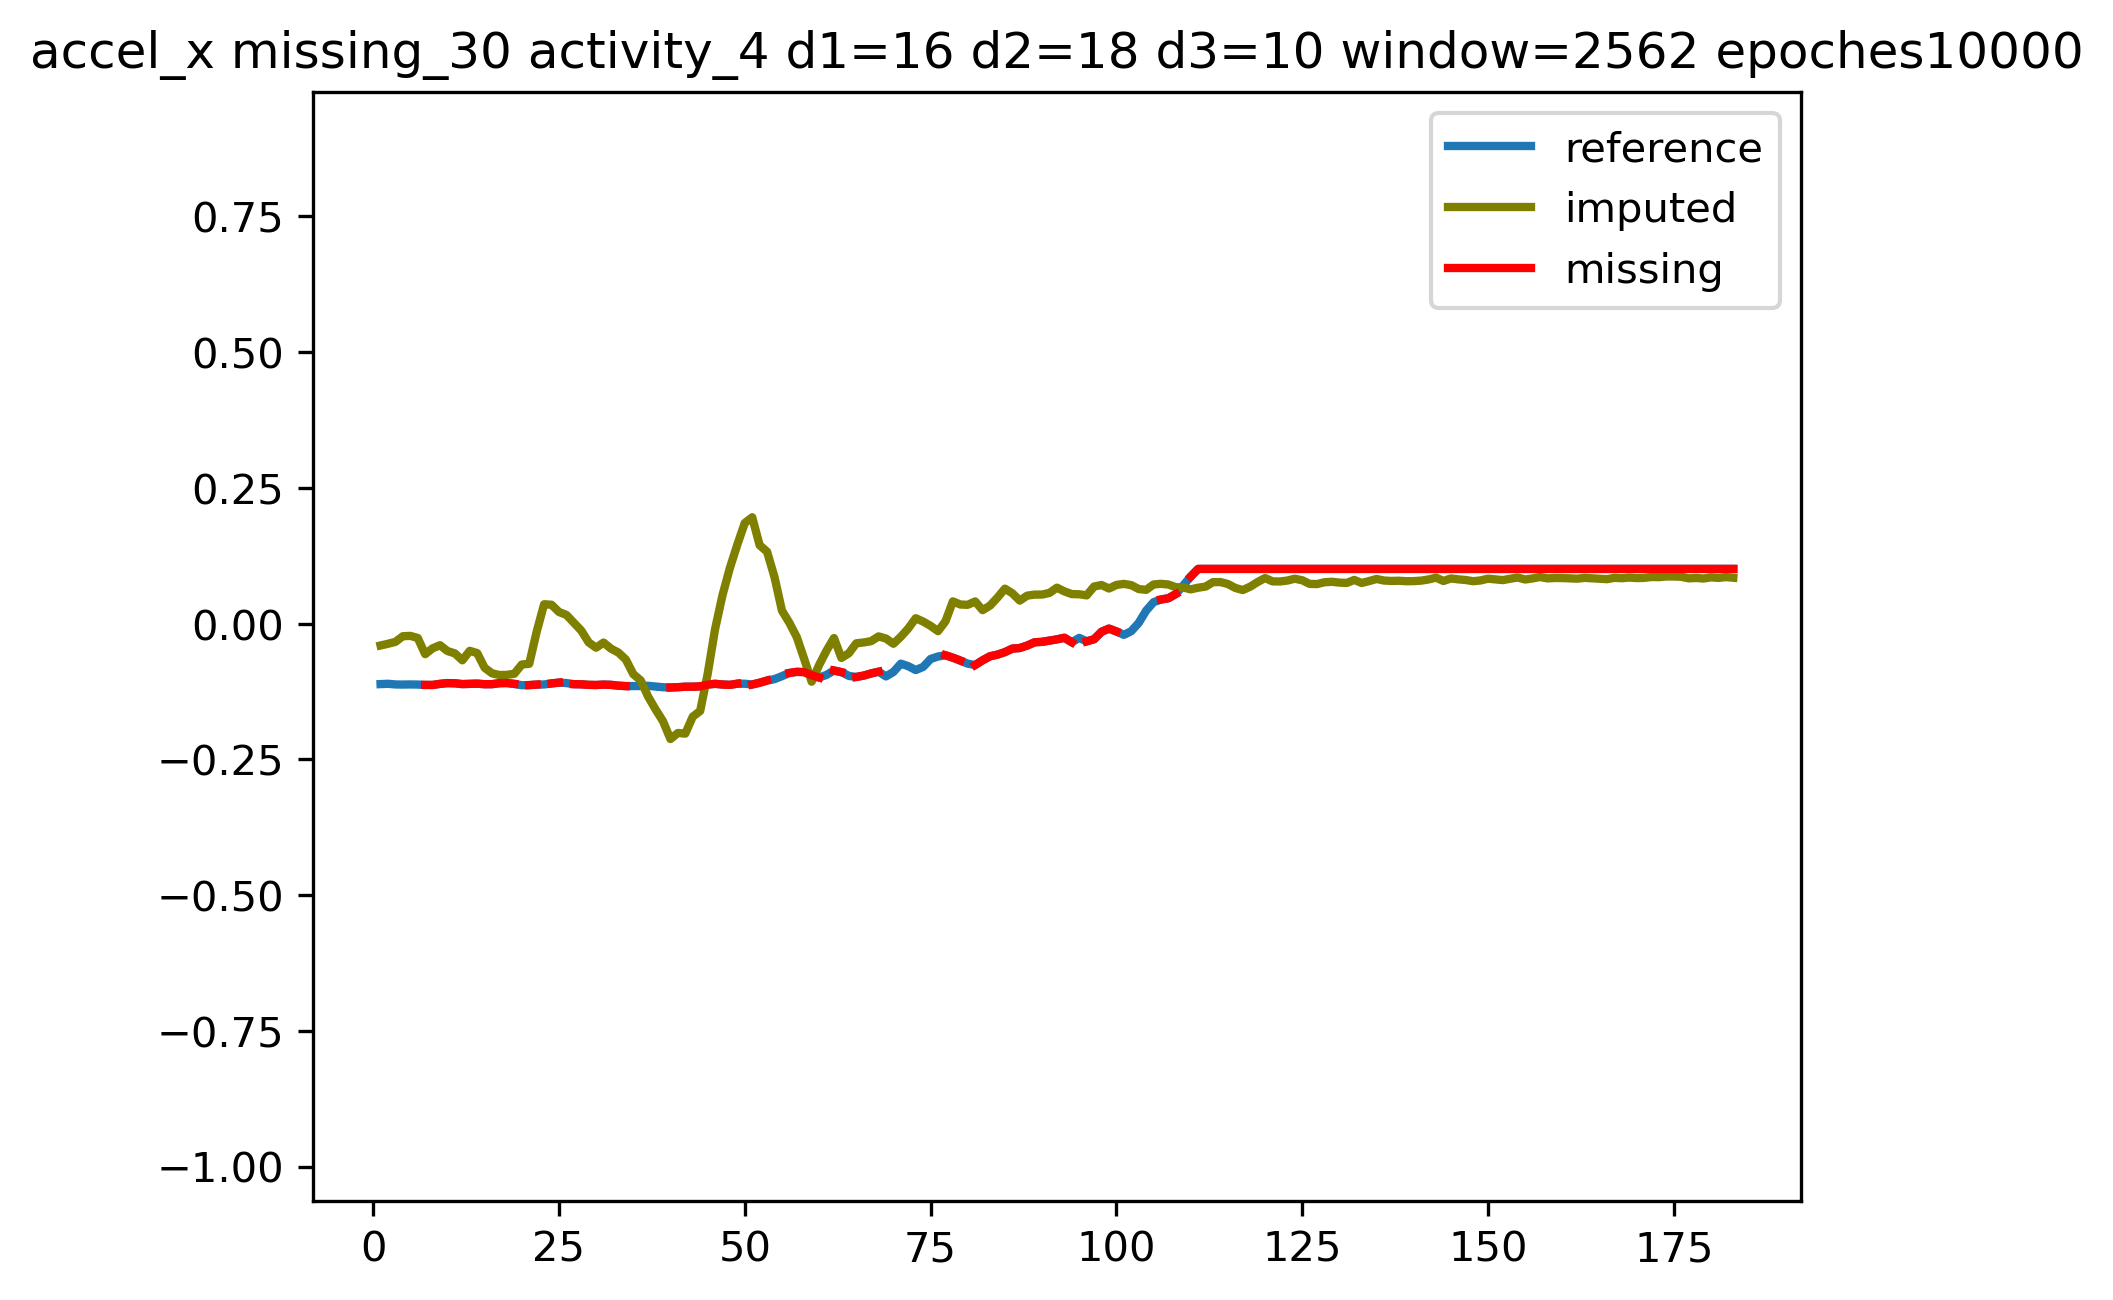 accel_x missing_30 activity_4 d1=16 d2=18 d3=10 window=2562 epoches10000
reference
imputed
missing
0.75
0.50
0.25
0.00
−0.25
−0.50
−0.75
−1.00
0 25 50 75 100 125 150 175